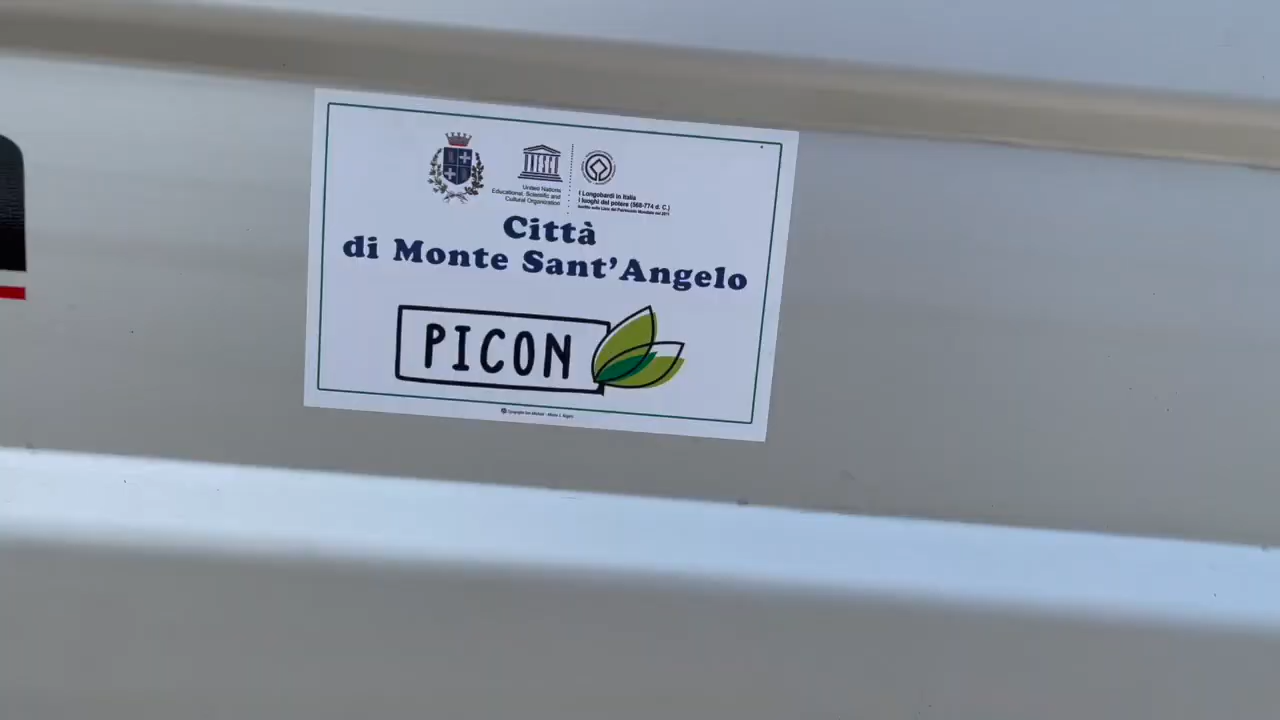 UNESCO
United Nations
Educational, Scientific and
Cultural Organization
I Longobardi in Italia
I luoghi del potere (568-774 d. C.)
Città
di Monte Sant'Angelo
PICON